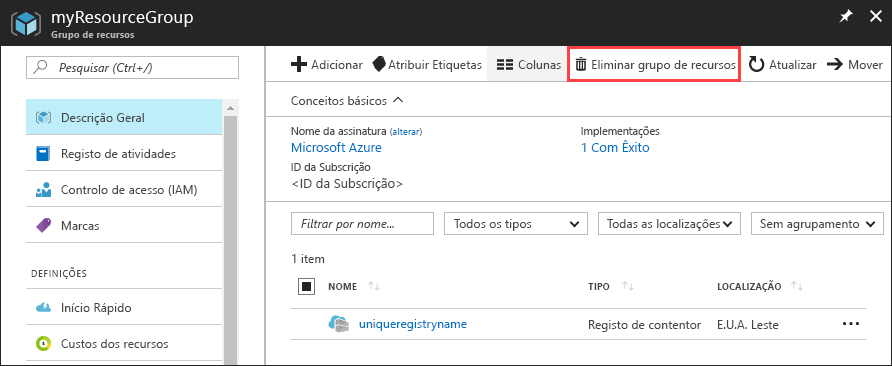 myResourceGroup
Grupo de recursos
Pesquisar (Ctrl+/)
Descrição Geral
Registo de atividades
Controlo de acesso (IAM)
Marcas
DEFINIÇÕES
Início Rápido
Custos dos recursos
Adicionar Atribuir Etiquetas Colunas Eliminar grupo de recursos Atualizar Mover
Conceitos básicos
Nome da assinatura (alterar) Implementações
Microsoft Azure 1 Com Êxito
ID da Subscrição
<ID da Subscrição>
Filtrar por nome... Todos os tipos Todas as localizações Sem agrupamento
1 item
NOME TIPO LOCALIZAÇÃO
uniqueregistryname Registo de contentor E.U.A. Leste